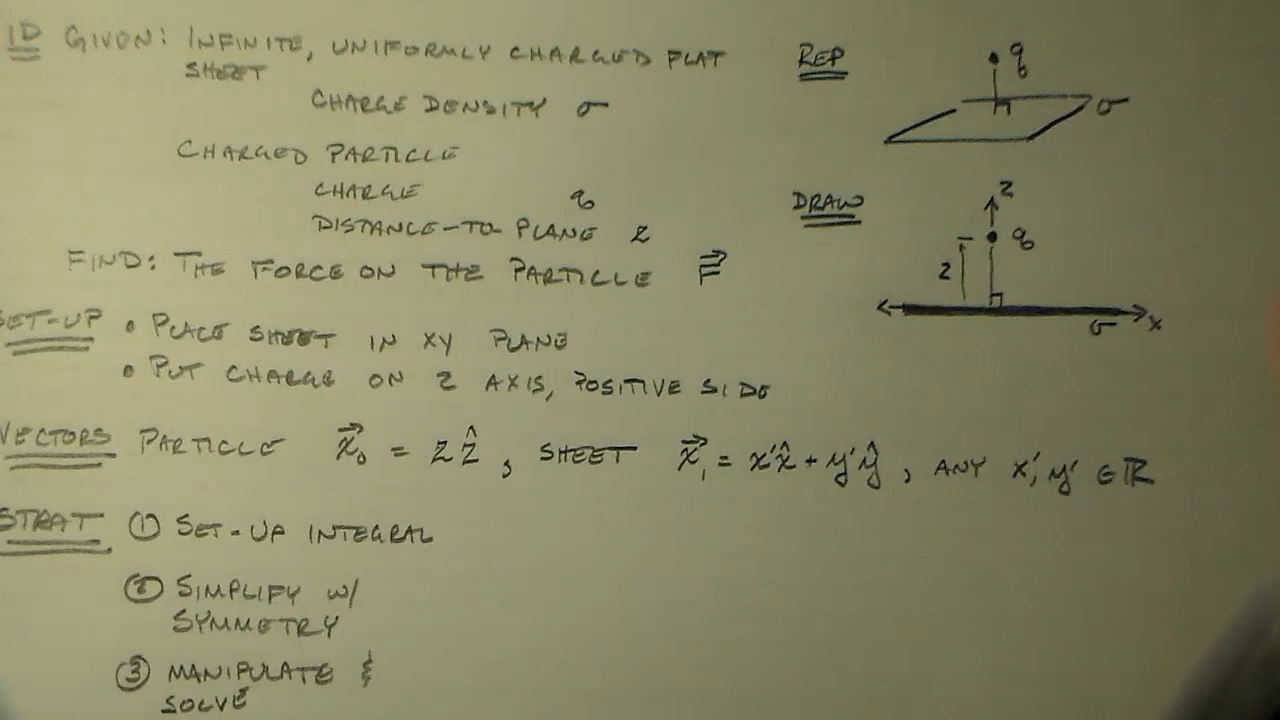 ID GIVEN: INFINITE, UNIFORMLY CHARGED FLAT
SHEET
CHARGE DENSITY σ
CHARGED PARTICLE
CHARGE q
DISTANCE-TO PLANE z
FIND: THE FORCE ON THE PARTICLE F⃗
SET-UP • PLACE SHEET IN XY PLANE
• PUT CHARGE ON Z AXIS, POSITIVE SIDE
VECTORS PARTICLE x⃗₀ = z ẑ, SHEET x⃗₁ = x'x̂ + y'ŷ, ANY x', y' ∈ ℝ
STRAT ① SET-UP INTEGRAL
② SIMPLIFY W/
SYMMETRY
③ MANIPULATE &
SOLVE
REP
q
σ
DRAW
z
q
z
σ
x